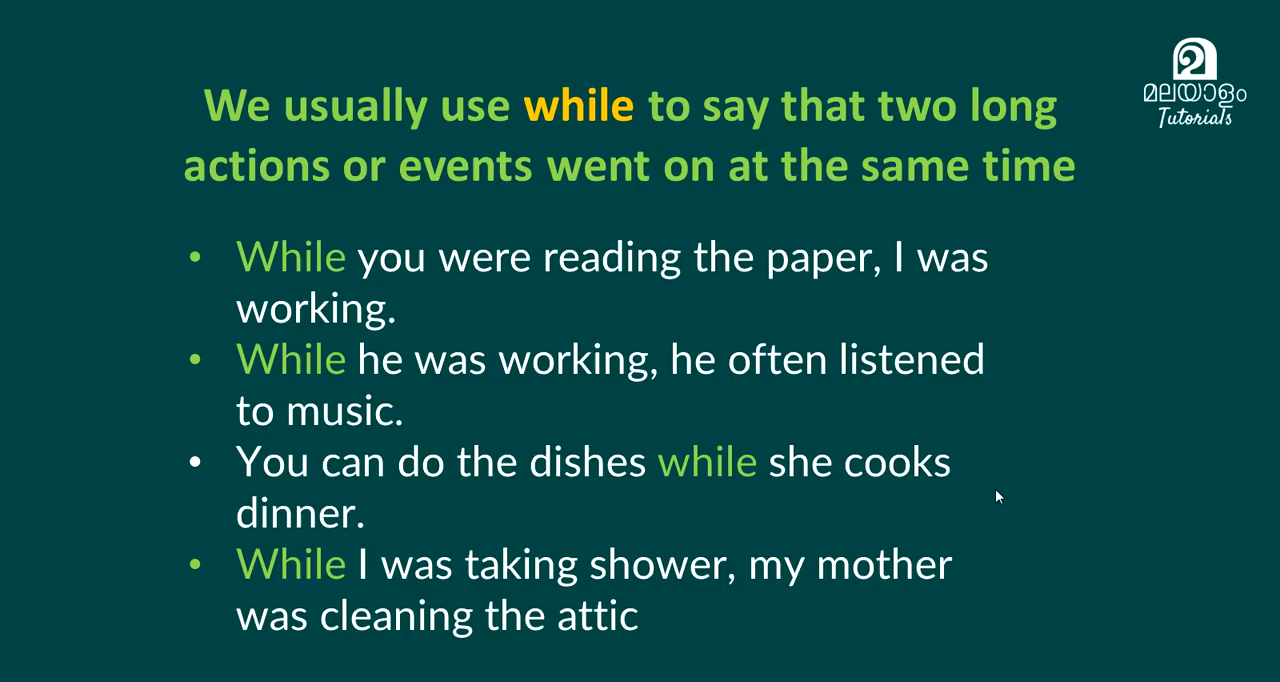 We usually use while to say that two long
actions or events went on at the same time
മലയാളം
Tutorials
• While you were reading the paper, I was
working.
• While he was working, he often listened
to music.
• You can do the dishes while she cooks
dinner.
• While I was taking shower, my mother
was cleaning the attic